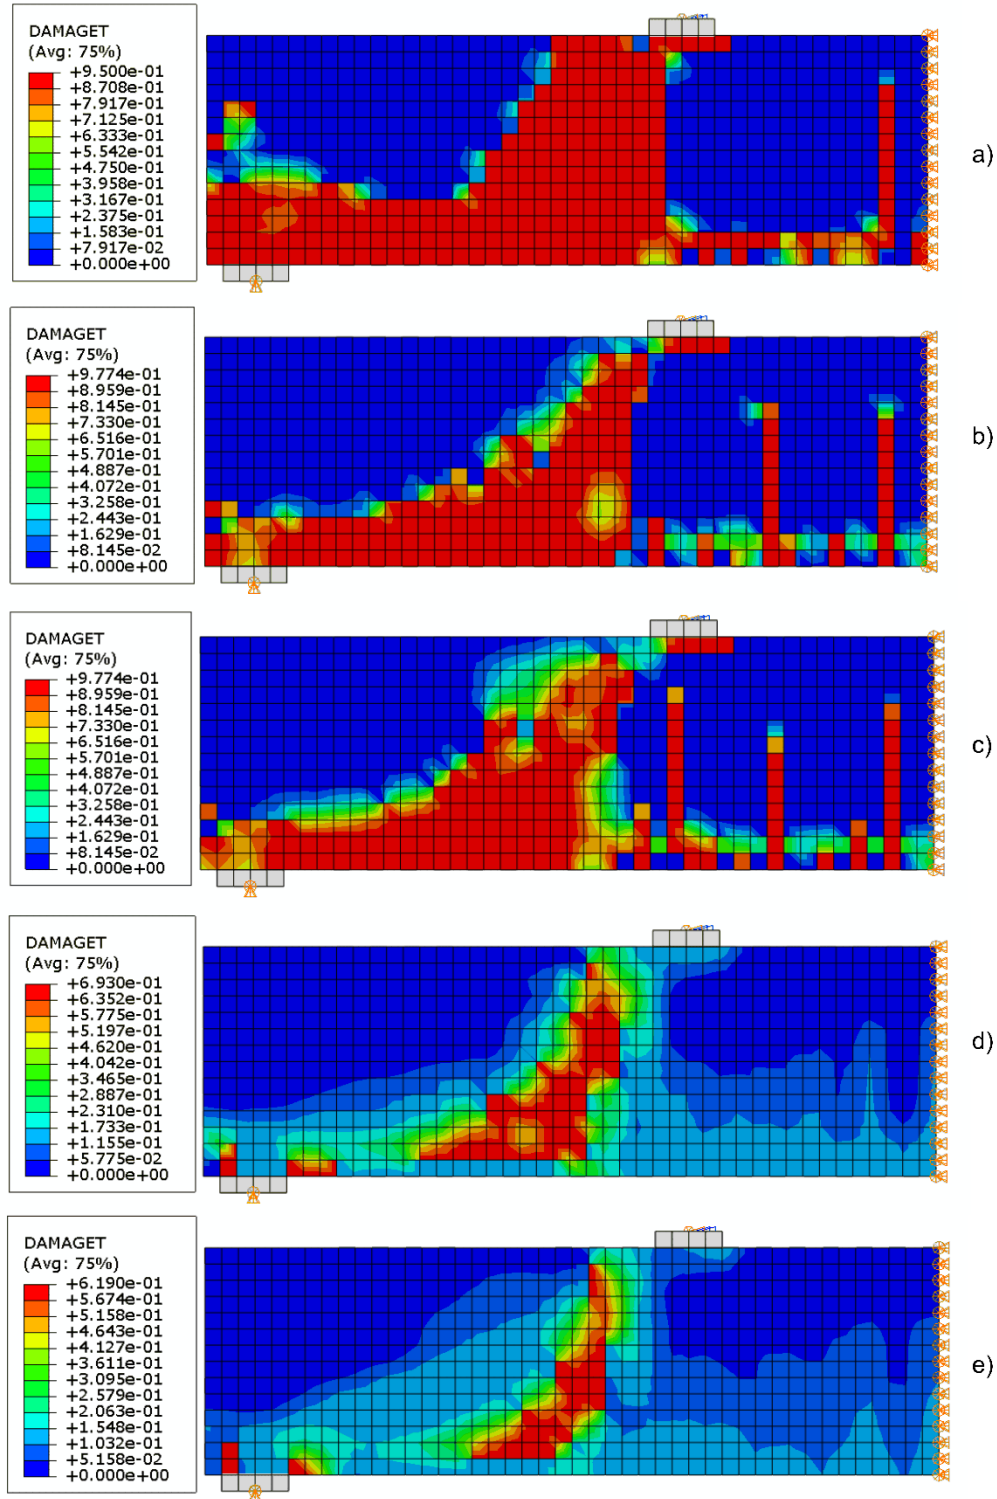 DAMAGET
(Avg: 75%)
+9.500e-01
+8.708e-01
+7.917e-01
+7.125e-01
+6.333e-01
+5.542e-01
+4.750e-01
+3.958e-01
+3.167e-01
+2.375e-01
+1.583e-01
+7.917e-02
+0.000e+00
a)
DAMAGET
(Avg: 75%)
+9.774e-01
+8.959e-01
+8.145e-01
+7.330e-01
+6.516e-01
+5.701e-01
+4.887e-01
+4.072e-01
+3.258e-01
+2.443e-01
+1.629e-01
+8.145e-02
+0.000e+00
b)
DAMAGET
(Avg: 75%)
+9.774e-01
+8.959e-01
+8.145e-01
+7.330e-01
+6.516e-01
+5.701e-01
+4.887e-01
+4.072e-01
+3.258e-01
+2.443e-01
+1.629e-01
+8.145e-02
+0.000e+00
c)
DAMAGET
(Avg: 75%)
+6.930e-01
+6.352e-01
+5.775e-01
+5.197e-01
+4.620e-01
+4.042e-01
+3.465e-01
+2.887e-01
+2.310e-01
+1.733e-01
+1.155e-01
+5.775e-02
+0.000e+00
d)
DAMAGET
(Avg: 75%)
+6.190e-01
+5.674e-01
+5.158e-01
+4.643e-01
+4.127e-01
+3.611e-01
+3.095e-01
+2.579e-01
+2.063e-01
+1.548e-01
+1.032e-01
+5.158e-02
+0.000e+00
e)